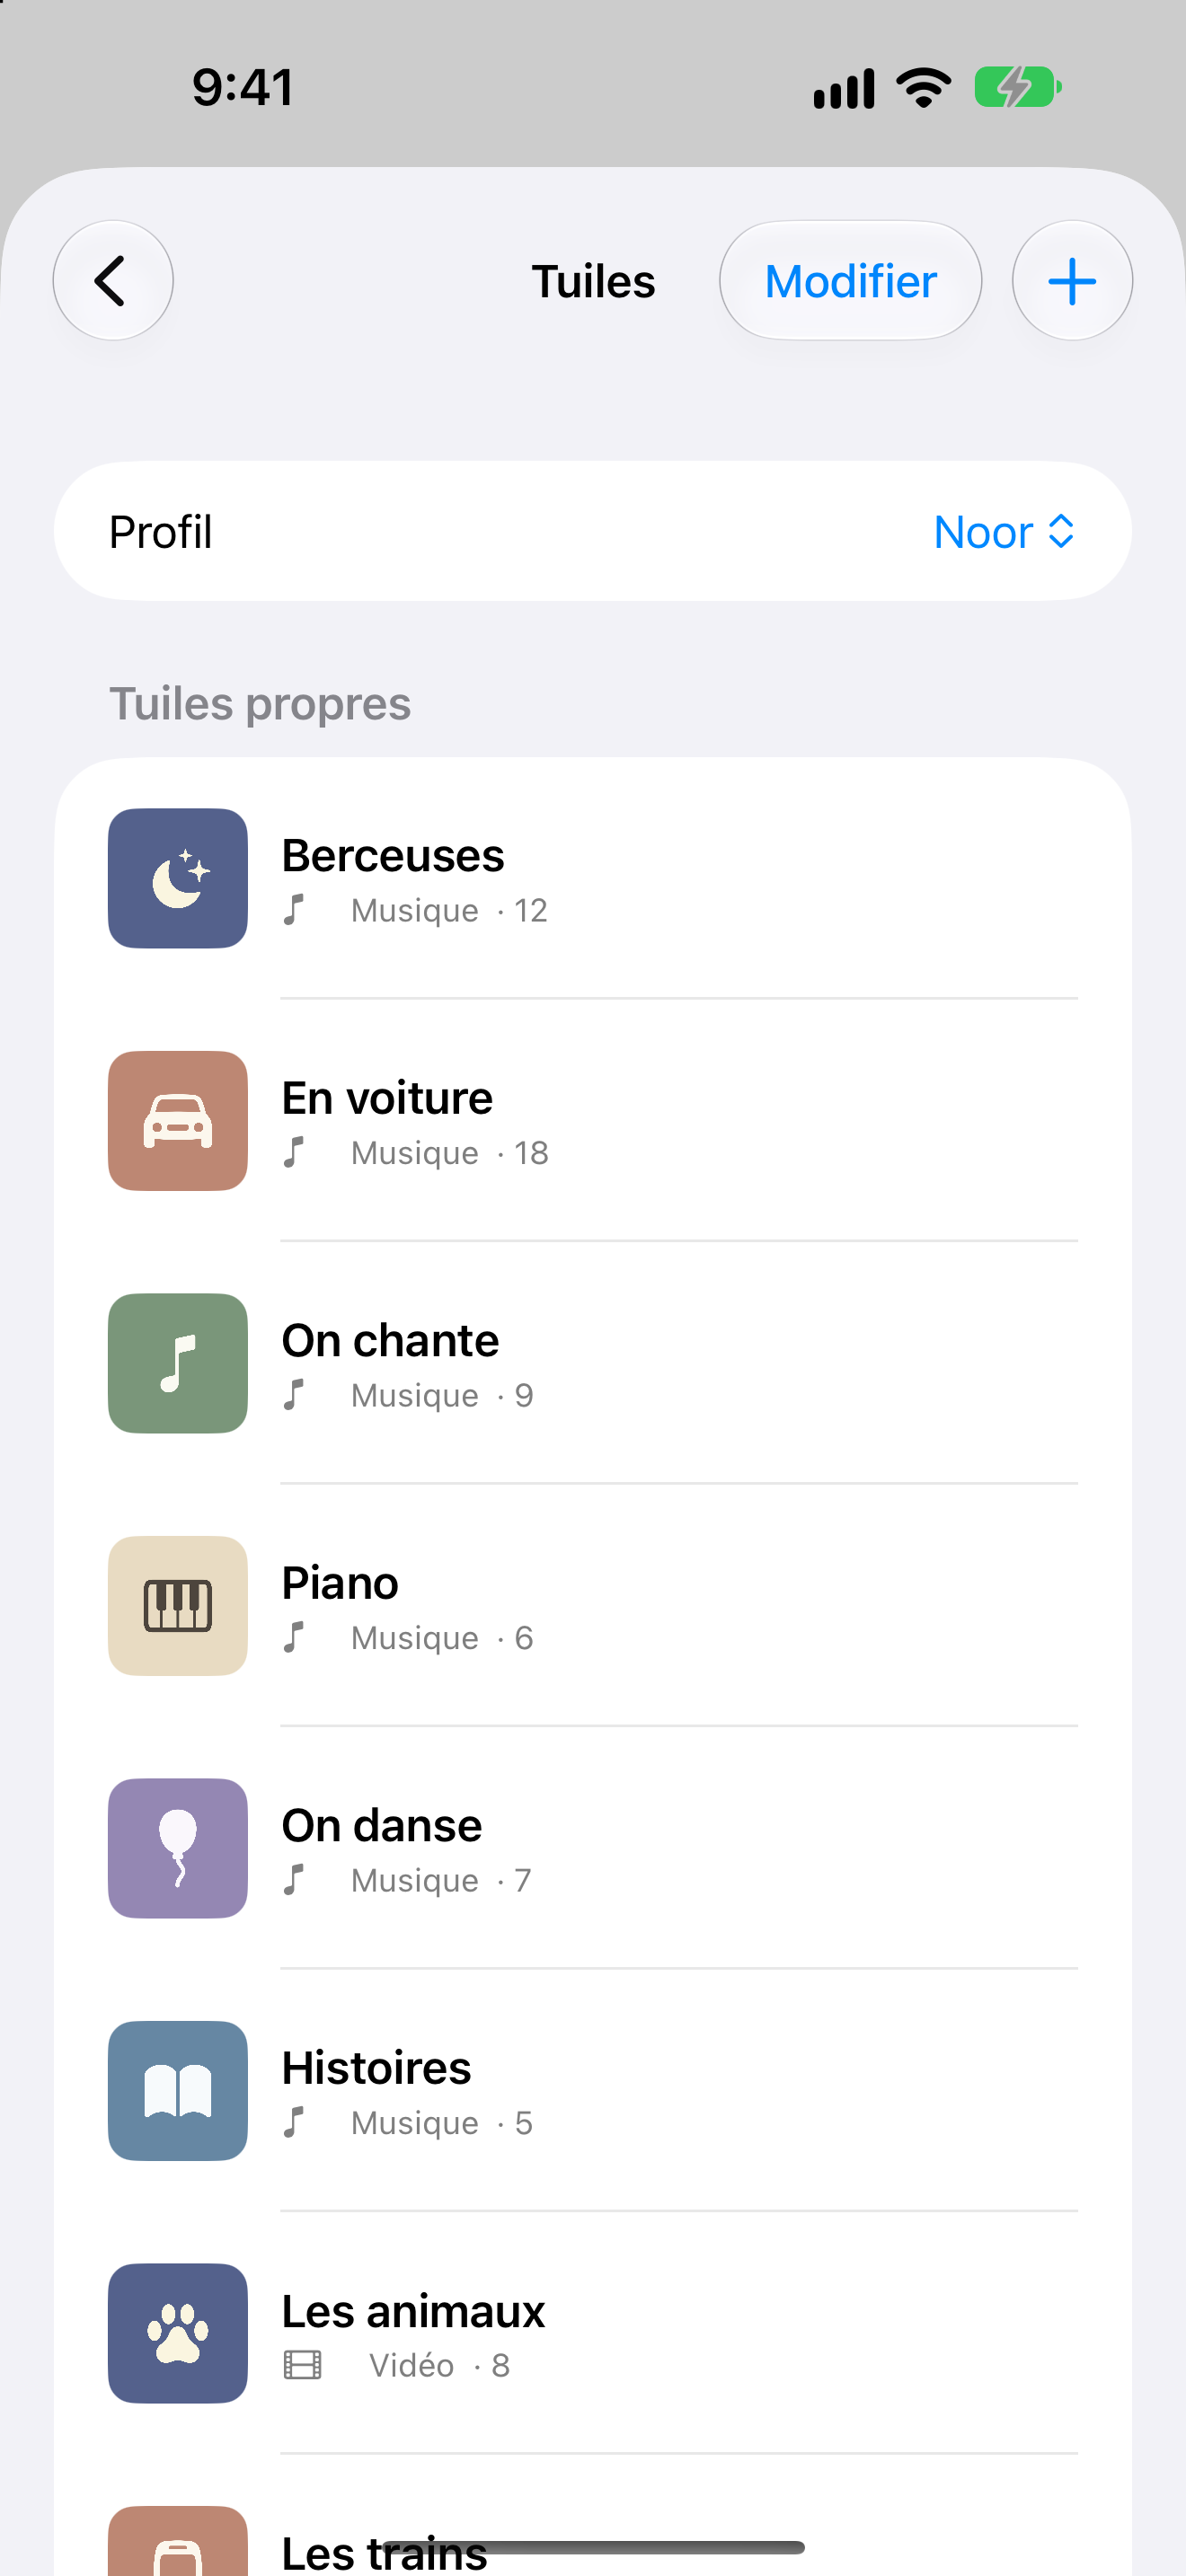 9:41
Tuiles
Modifier
Profil
Noor
Tuiles propres
Berceuses
Musique · 12
En voiture
Musique · 18
On chante
Musique · 9
Piano
Musique · 6
On danse
Musique · 7
Histoires
Musique · 5
Les animaux
Vidéo · 8
Les trains